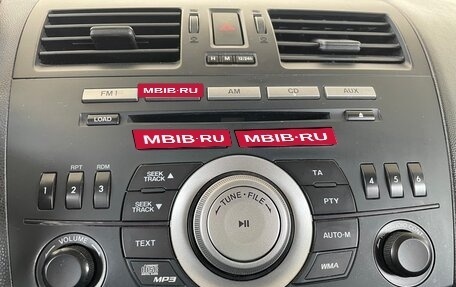 H M 12/24h
FM1 MBIB.RU AM CD AUX
LOAD
MBIB.RU MBIB.RU
RPT RDM
1 2 3
SEEK TRACK ▲
SEEK TRACK ▼
TEXT
TUNE·FILE
TA
PTY
AUTO-M
WMA
4 5 6
VOLUME
MP3